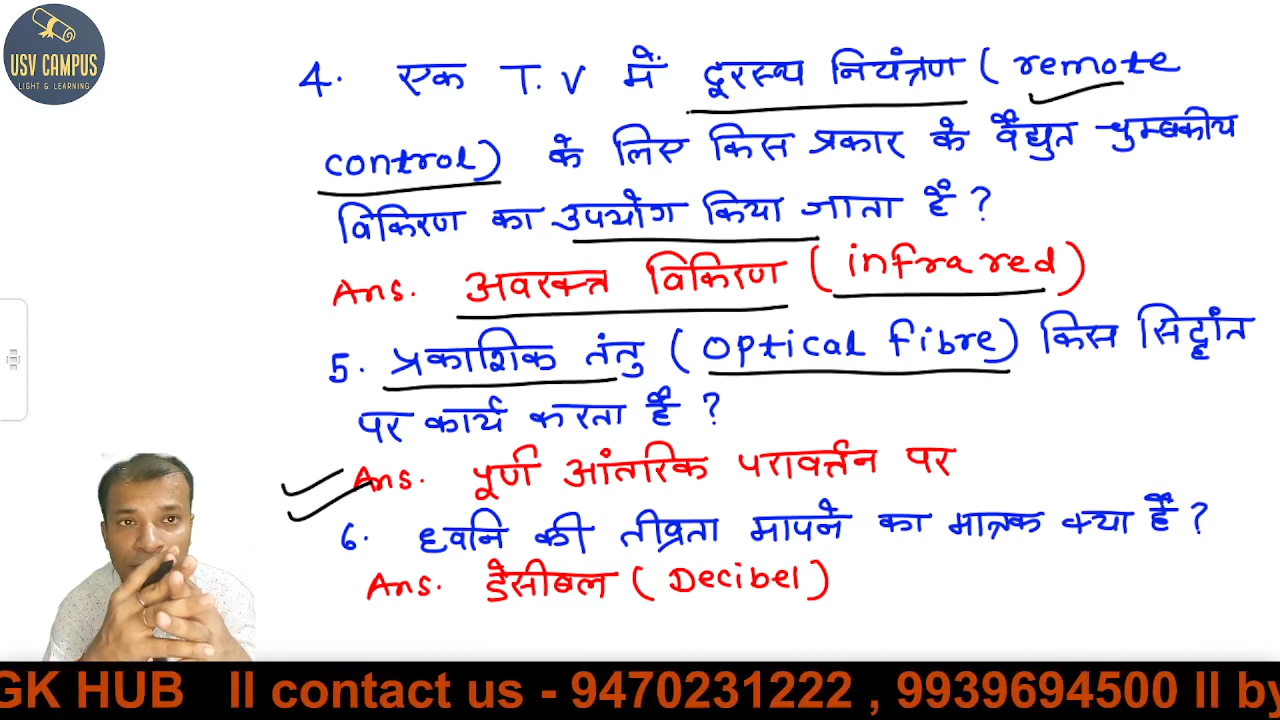 USV CAMPUS
LIGHT & LEARNING
4. एक T.V में दूरस्थ नियंत्रण (remote
control) के लिए किस प्रकार के वैद्युत चुम्बकीय
विकिरण का उपयोग किया जाता है ?
Ans. अवरक्त विकिरण (infrared)
5. प्रकाशिक तंतु (optical fibre) किस सिद्धांत
पर कार्य करता है ?
Ans. पूर्ण आंतरिक परावर्त्तन पर
6. ध्वनि की तीव्रता मापने का मात्रक क्या है ?
Ans. डेसीबल (Decibel)
GK HUB II contact us - 9470231222 , 9939694500 II by